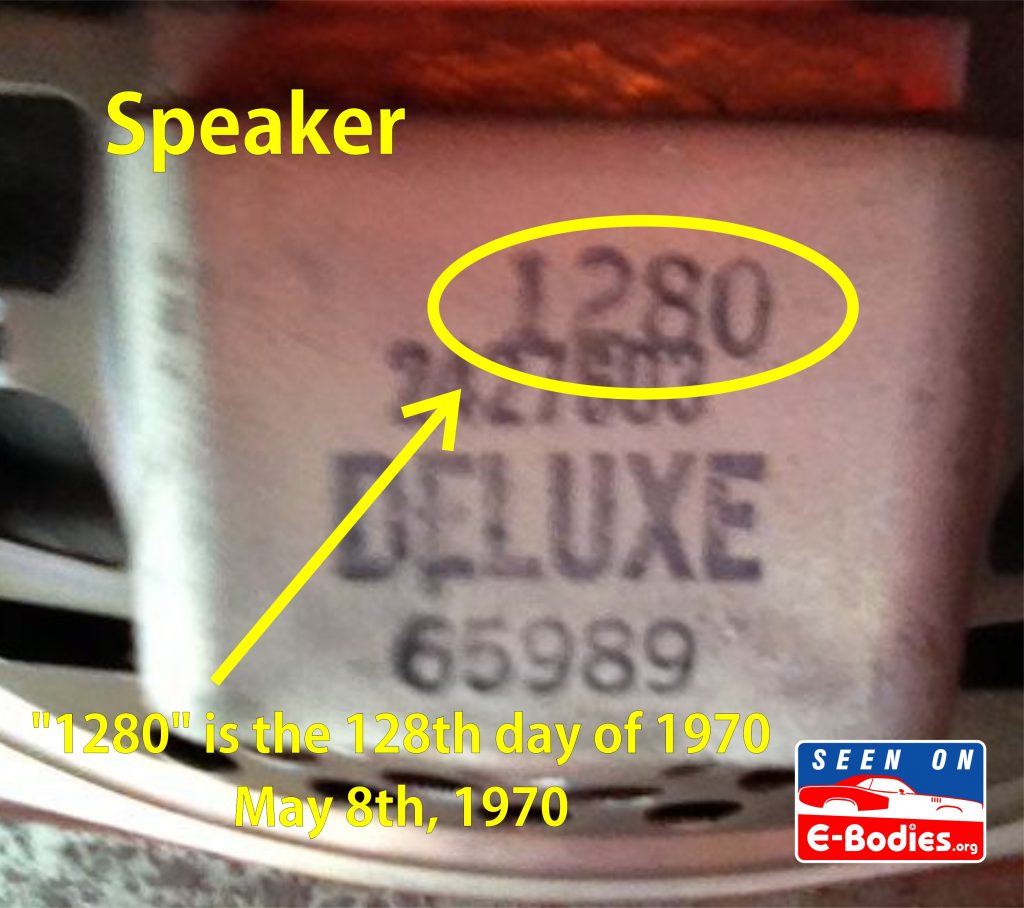 Speaker
1280
DELUXE
65989
"1280" is the 128th day of 1970
May 8th, 1970
SEEN ON
E-Bodies.org